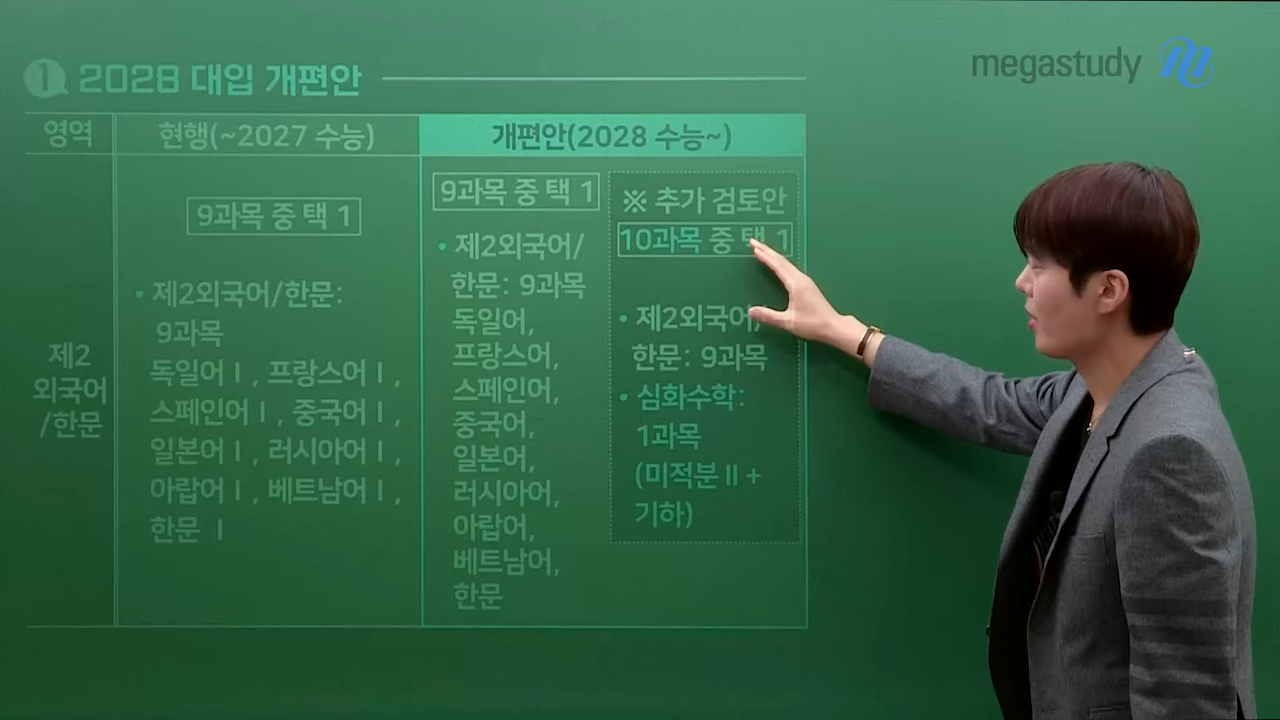 1 2028 대입 개편안
megastudy
영역
현행(~2027 수능)
개편안(2028 수능~)
제2
외국어
/한문
9과목 중 택 1
• 제2외국어/한문:
9과목
독일어Ⅰ, 프랑스어Ⅰ,
스페인어Ⅰ, 중국어Ⅰ,
일본어Ⅰ, 러시아어Ⅰ,
아랍어Ⅰ, 베트남어Ⅰ,
한문 Ⅰ
9과목 중 택 1
• 제2외국어/
한문: 9과목
독일어,
프랑스어,
스페인어,
중국어,
일본어,
러시아어,
아랍어,
베트남어,
한문
※ 추가 검토안
10과목 중 택 1
• 제2외국어/
한문: 9과목
• 심화수학:
1과목
(미적분Ⅱ+
기하)